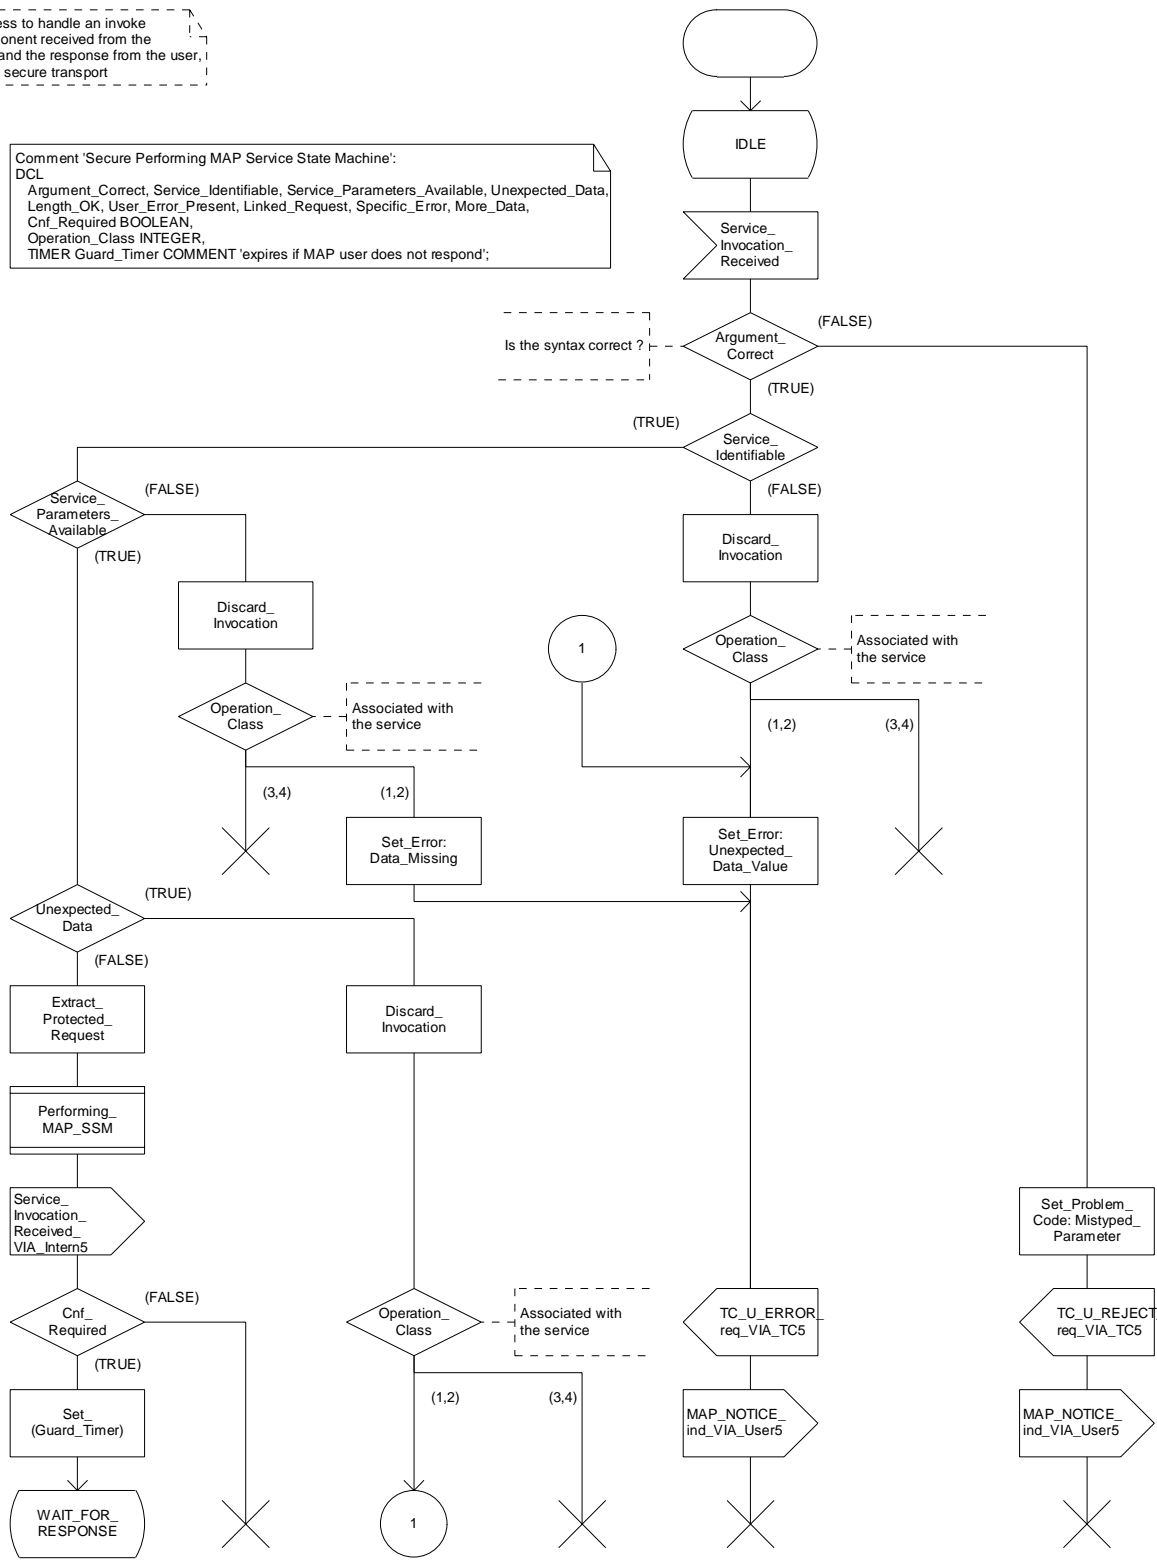 ess to handle an invoke
onent received from the
and the response from the user,
secure transport
IDLE
Comment 'Secure Performing MAP Service State Machine':
DCL
Argument_Correct, Service_Identifiable, Service_Parameters_Available, Unexpected_Data,
Length_OK, User_Error_Present, Linked_Request, Specific_Error, More_Data,
Cnf_Required BOOLEAN,
Operation_Class INTEGER,
TIMER Guard_Timer COMMENT 'expires if MAP user does not respond';
Service_
Invocation_
Received
Is the syntax correct ?
Argument_
Correct
(FALSE)
(TRUE)
(TRUE)
Service_
Identifiable
(FALSE)
Service_
Parameters_
Available
(FALSE)
(TRUE)
Discard_
Invocation
Discard_
Invocation
1
Operation_
Class
Associated with
the service
Operation_
Class
Associated with
the service
(1,2)
(3,4)
(3,4)
(1,2)
Set_Error:
Data_Missing
Set_Error:
Unexpected_
Data_Value
Unexpected_
Data
(TRUE)
(FALSE)
Extract_
Protected_
Request
Discard_
Invocation
Performing_
MAP_SSM
Service_
Invocation_
Received_
VIA_Intern5
Set_Problem_
Code: Mistyped_
Parameter
Cnf_
Required
(FALSE)
(TRUE)
Operation_
Class
Associated with
the service
(1,2)
(3,4)
TC_U_ERROR_
req_VIA_TC5
TC_U_REJECT_
req_VIA_TC5
Set_
(Guard_Timer)
MAP_NOTICE_
ind_VIA_User5
MAP_NOTICE_
ind_VIA_User5
WAIT_FOR_
RESPONSE
1